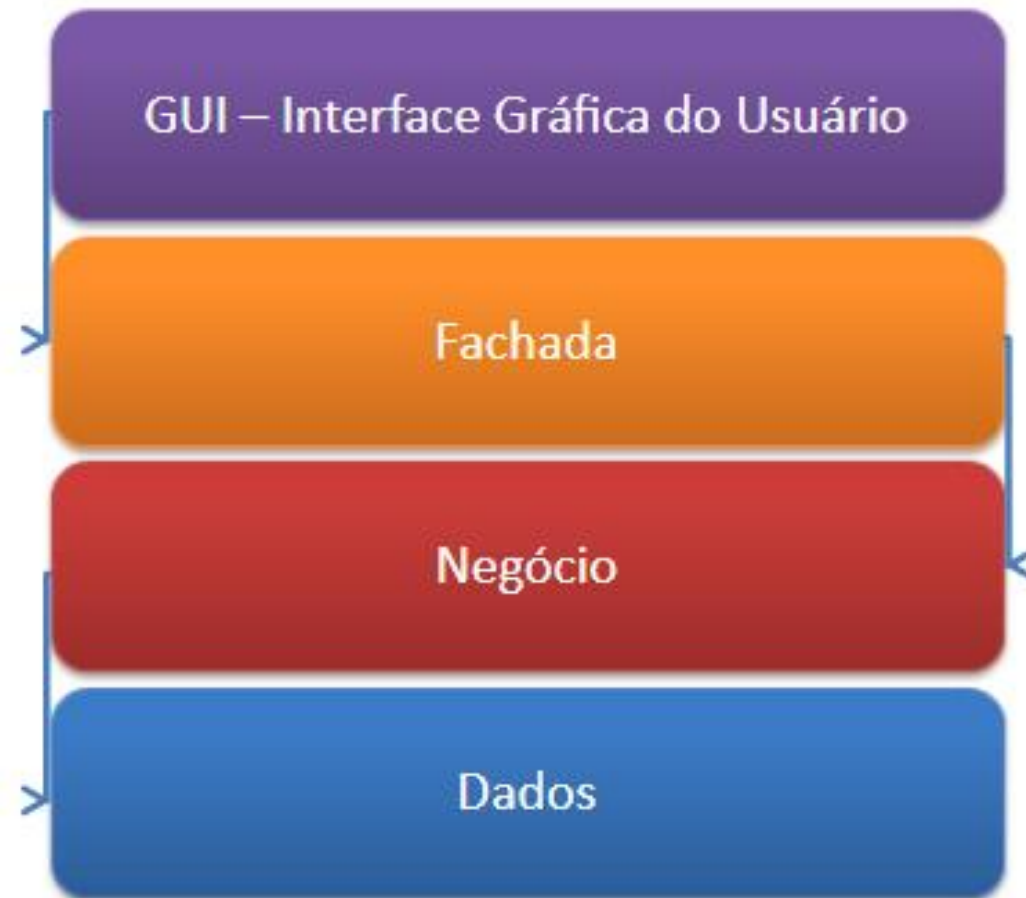 GUI – Interface Gráfica do Usuário
Fachada
Negócio
Dados